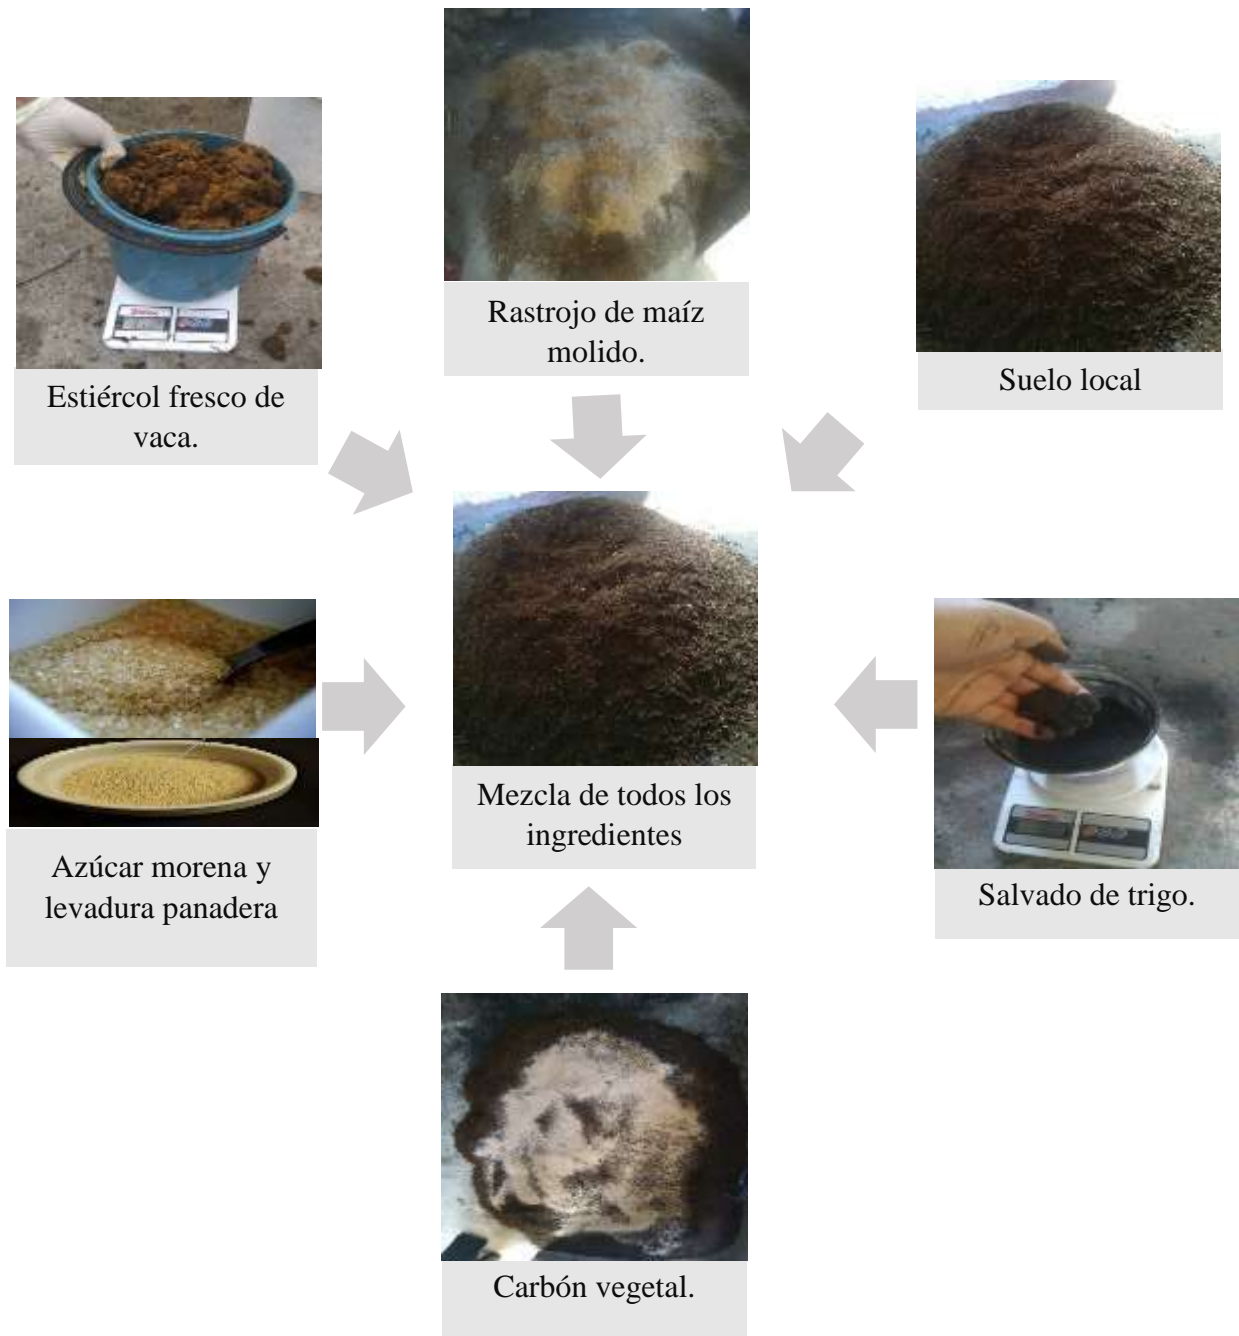 Rastrojo de maíz
molido.
Suelo local
Estiércol fresco de
vaca.
Mezcla de todos los
ingredientes
Azúcar morena y
levadura panadera
Salvado de trigo.
Carbón vegetal.